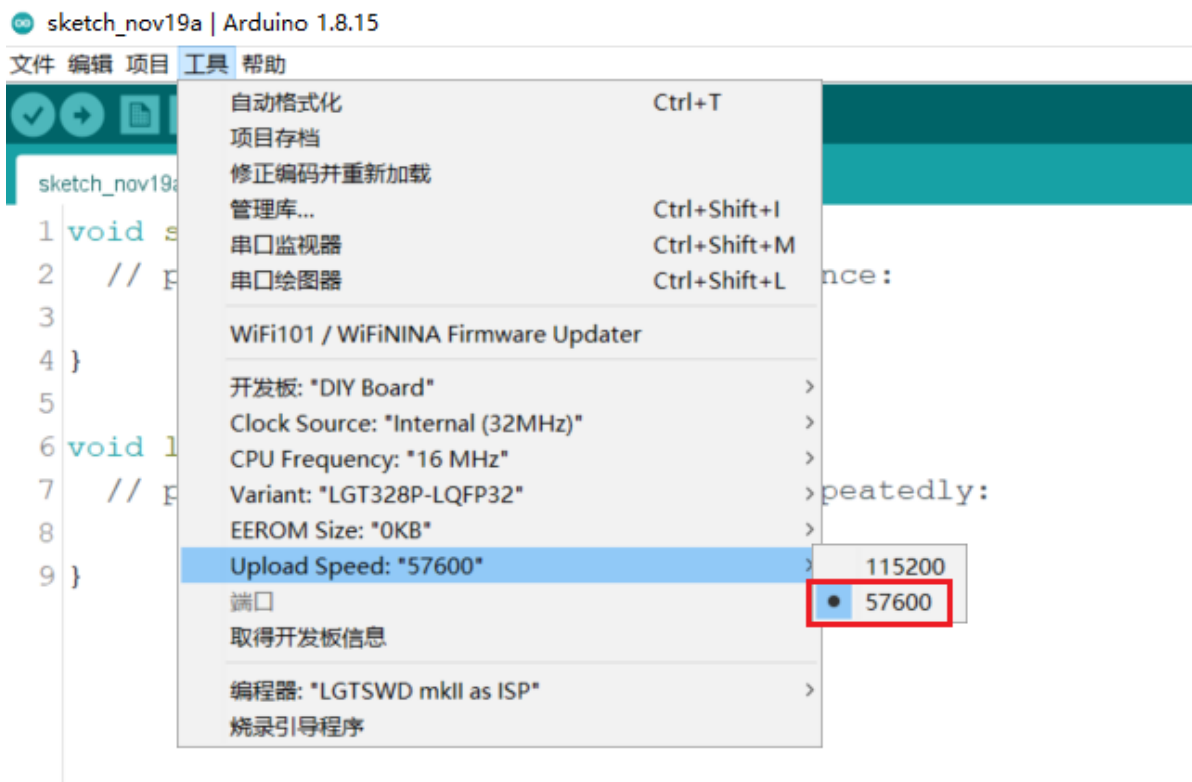 sketch_nov19a | Arduino 1.8.15
文件 编辑 项目 工具 帮助
自动格式化 Ctrl+T
项目存档
修正编码并重新加载
管理库... Ctrl+Shift+I
串口监视器 Ctrl+Shift+M
串口绘图器 Ctrl+Shift+L
WiFi101 / WiFiNINA Firmware Updater
开发板: "DIY Board"
Clock Source: "Internal (32MHz)"
CPU Frequency: "16 MHz"
Variant: "LGT328P-LQFP32"
EEROM Size: "0KB"
Upload Speed: "57600"
115200
57600
端口
取得开发板信息
编程器: "LGTSWD mkII as ISP"
烧录引导程序
sketch_nov19a
1 void s
2 // p nce:
3
4 }
5
6 void l
7 // p peatedly:
8
9 }